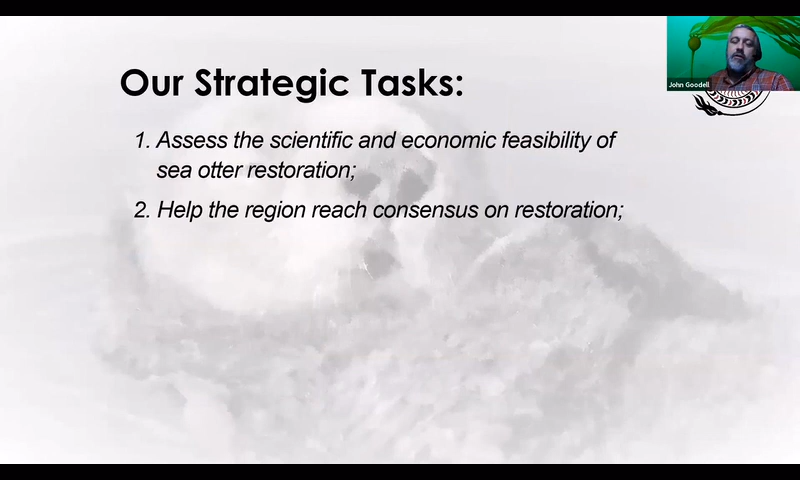 Our Strategic Tasks:
1. Assess the scientific and economic feasibility of
sea otter restoration;
2. Help the region reach consensus on restoration;
John Goodell